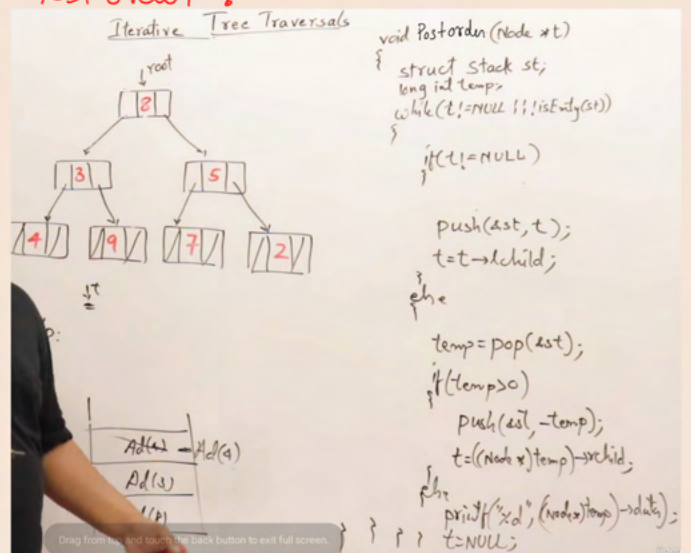 Iterative Tree Traversals
root
8
3
5
4
9
7
2
t
p:
Ad(4) -Ad(4)
Ad(3)
Drag from top and touch the back button to exit full screen.
void Postorder(Node *t)
{
struct Stack st;
long int temp;
while(t!=NULL || !isEmty(st))
{
if(t!=NULL)
{
push(&st, t);
t=t→lchild;
}
else
{
temp=pop(&st);
if(temp>0)
{
push(&st, -temp);
t=((Node *)temp)→rchild;
}
else
{
printf("%d", ((Node*)temp)→data);
t=NULL;
} } } }